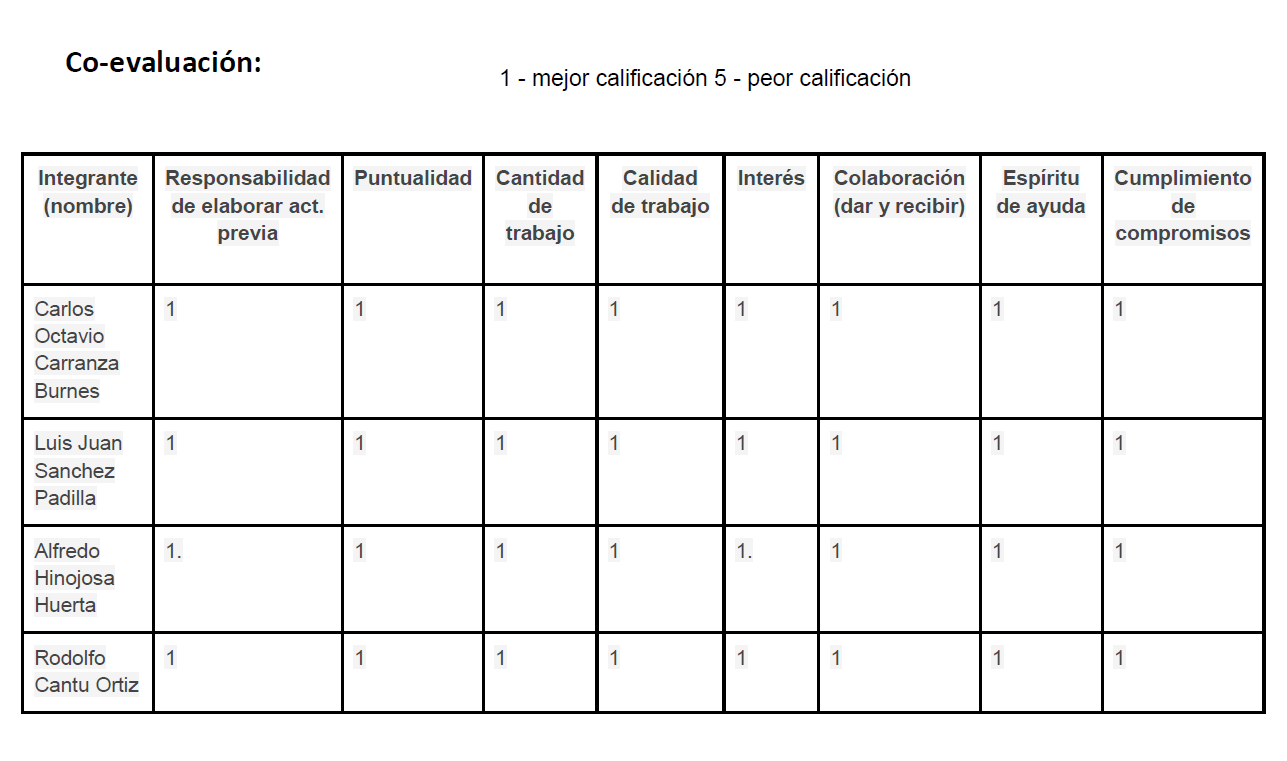 Co-evaluación:
1 - mejor calificación 5 - peor calificación
Integrante (nombre) Responsabilidad de elaborar act. previa Puntualidad Cantidad de trabajo Calidad de trabajo Interés Colaboración (dar y recibir) Espíritu de ayuda Cumplimiento de compromisos
Carlos Octavio Carranza Burnes 1 1 1 1 1 1 1 1
Luis Juan Sanchez Padilla 1 1 1 1 1 1 1 1
Alfredo Hinojosa Huerta 1. 1 1 1 1. 1 1 1
Rodolfo Cantu Ortiz 1 1 1 1 1 1 1 1